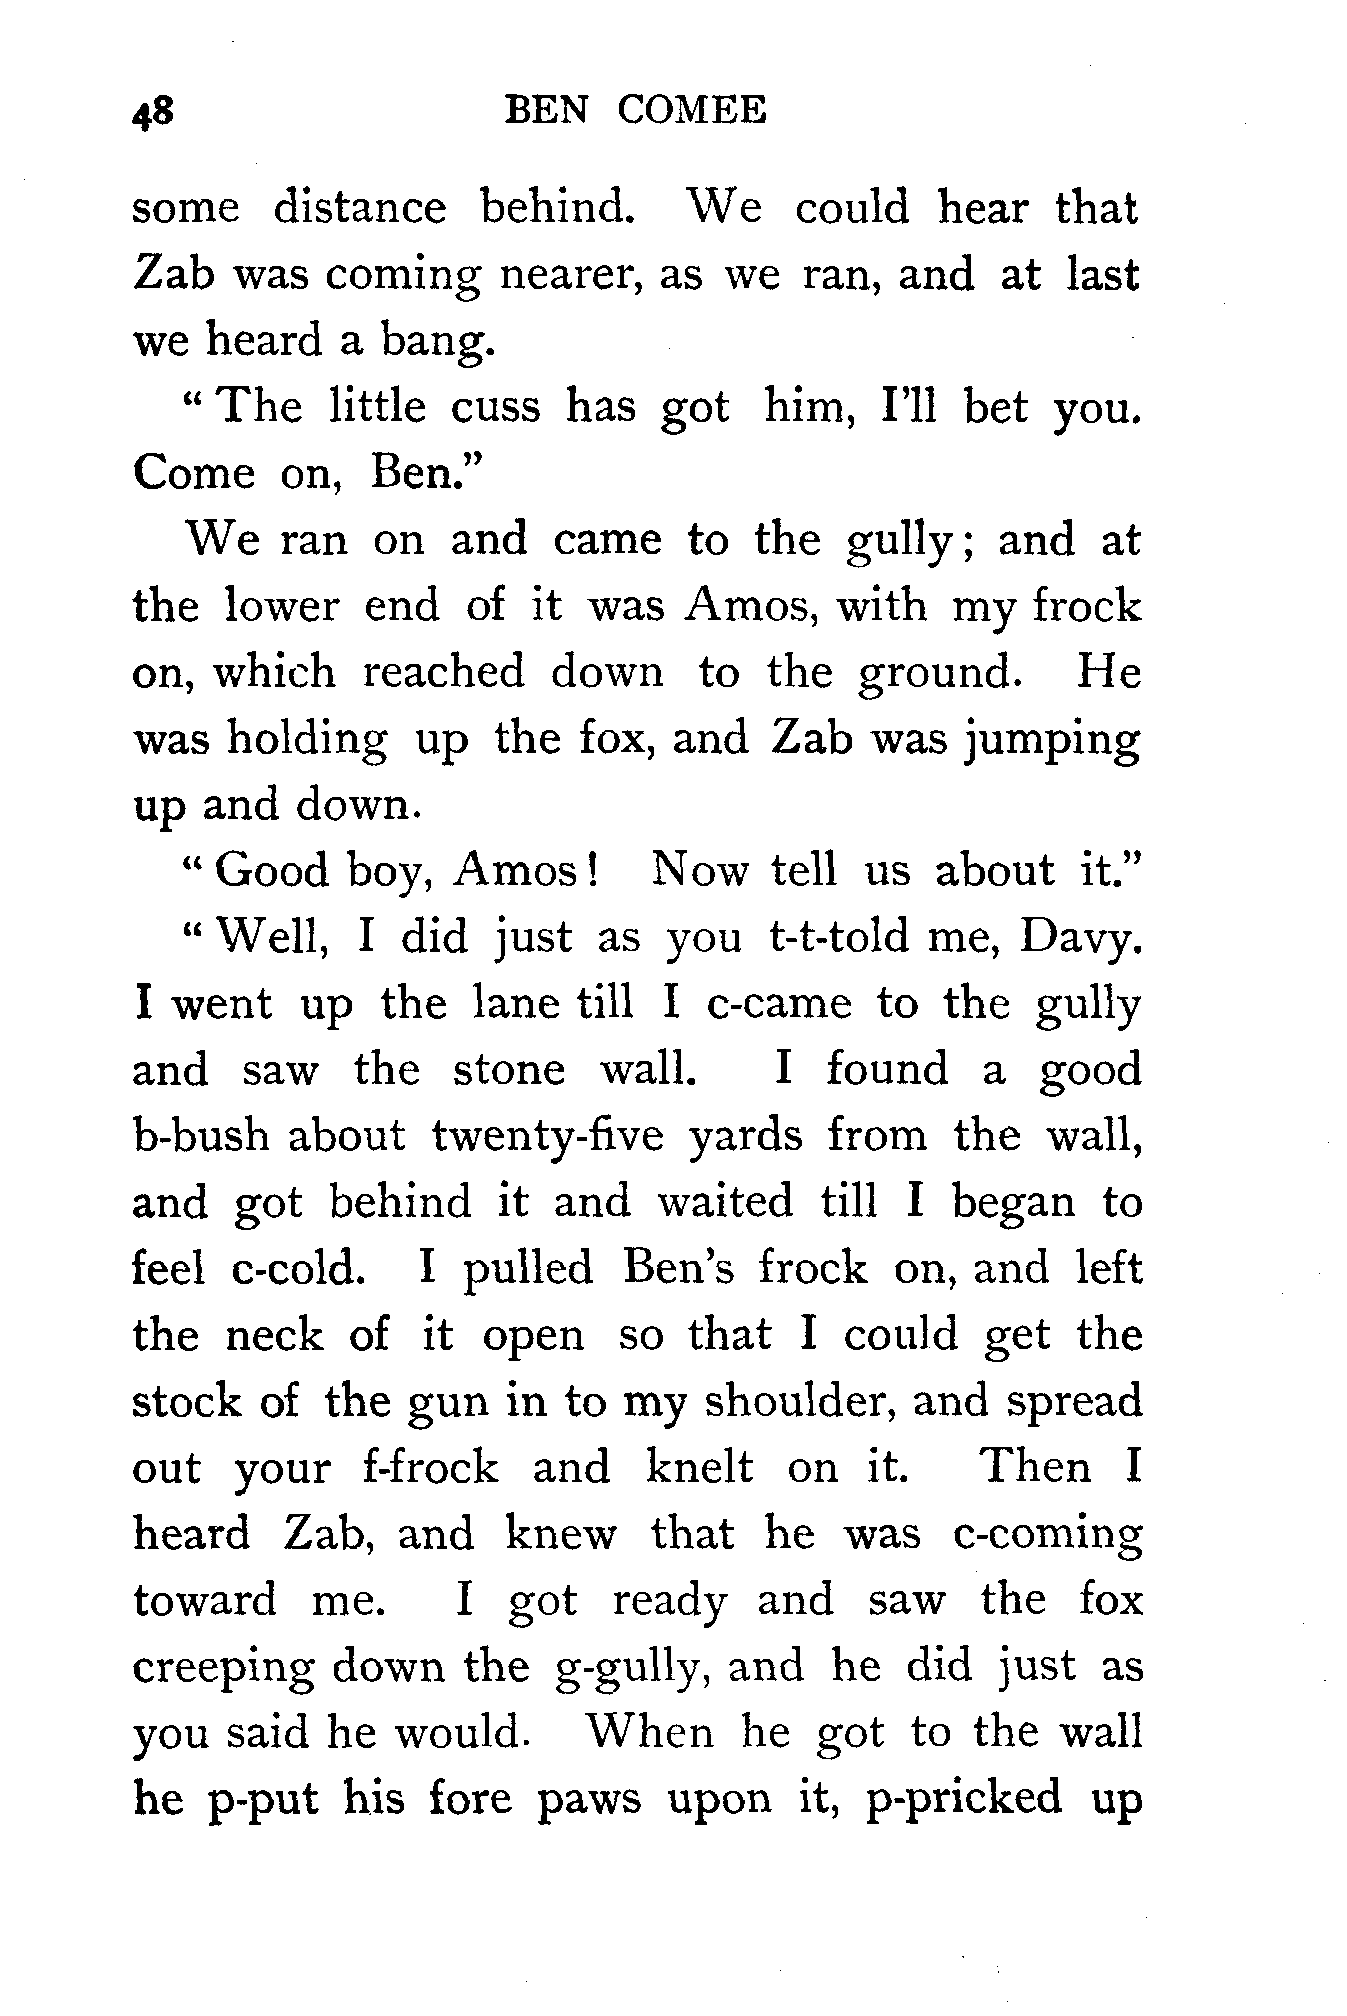 48 BEN COMEE
some distance behind. We could hear that
Zab was coming nearer, as we ran, and at last
we heard a bang.
“The little cuss has got him, I’ll bet you.
Come on, Ben.”
We ran on and came to the gully; and at
the lower end of it was Amos, with my frock
on, which reached down to the ground. He
was holding up the fox, and Zab was jumping
up and down.
“Good boy, Amos! Now tell us about it.”
“Well, I did just as you t-t-told me, Davy.
I went up the lane till I c-came to the gully
and saw the stone wall. I found a good
b-bush about twenty-five yards from the wall,
and got behind it and waited till I began to
feel c-cold. I pulled Ben’s frock on, and left
the neck of it open so that I could get the
stock of the gun in to my shoulder, and spread
out your f-frock and knelt on it. Then I
heard Zab, and knew that he was c-coming
toward me. I got ready and saw the fox
creeping down the g-gully, and he did just as
you said he would. When he got to the wall
he p-put his fore paws upon it, p-pricked up